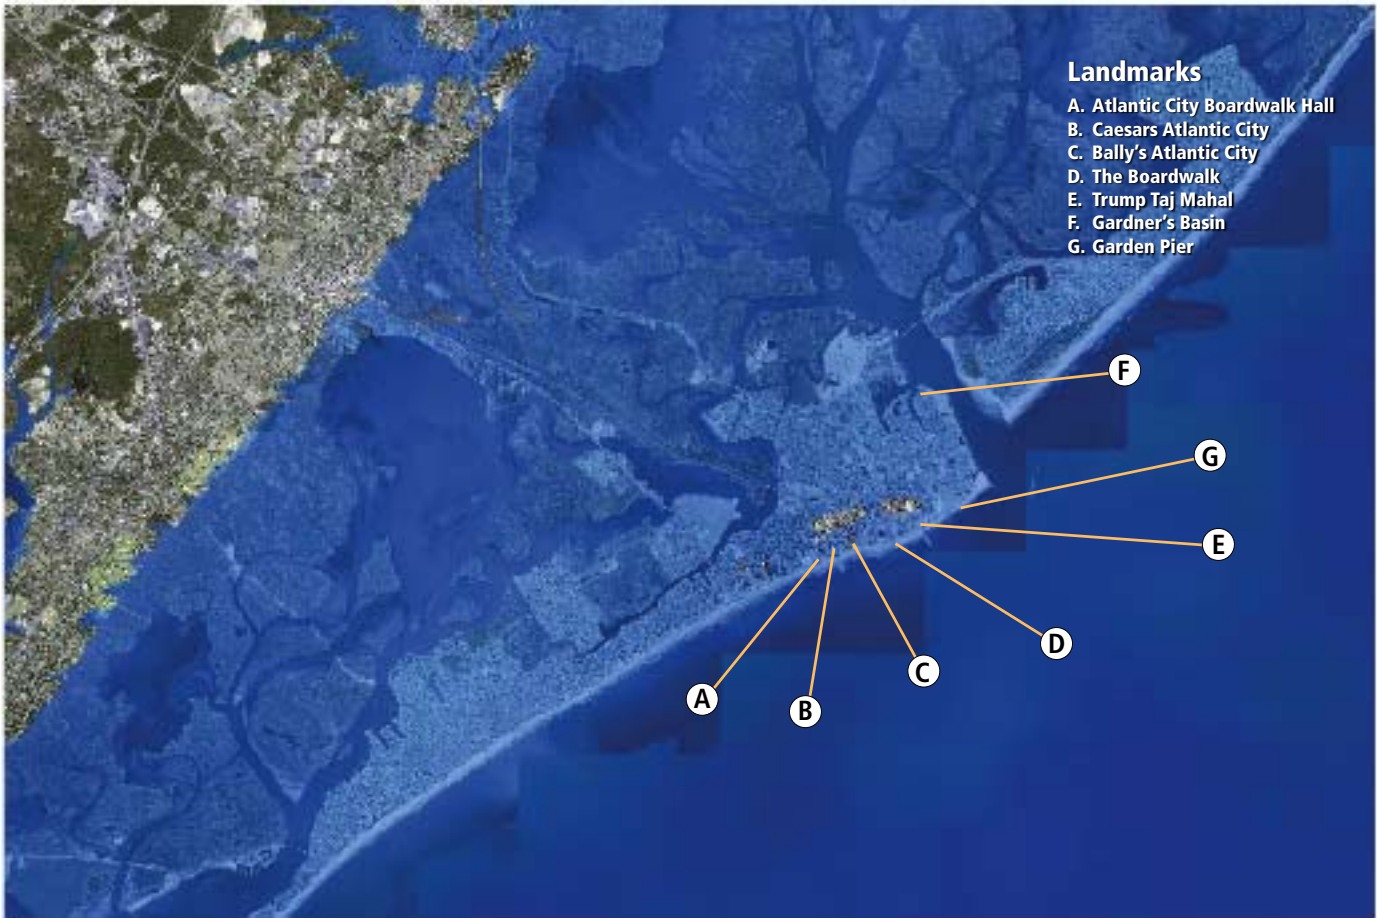 Landmarks
A. Atlantic City Boardwalk Hall
B. Caesars Atlantic City
C. Bally's Atlantic City
D. The Boardwalk
E. Trump Taj Mahal
F. Gardner's Basin
G. Garden Pier
F
G
E
D
C
A
B